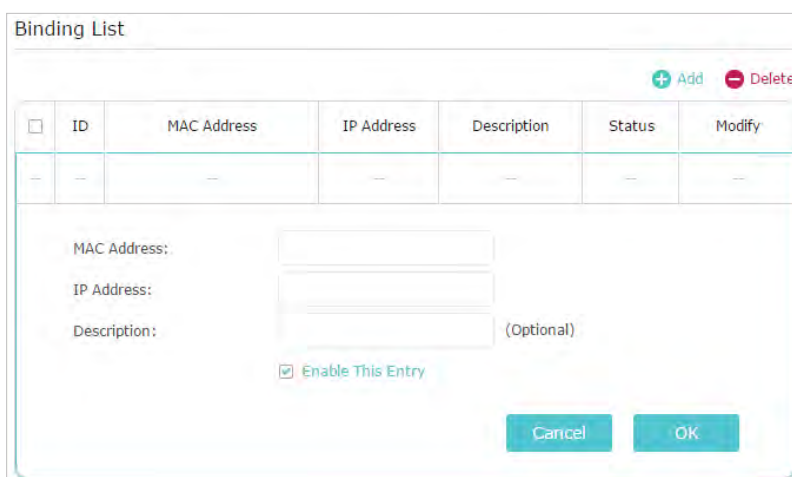 Binding List
Add Delete
ID MAC Address IP Address Description Status Modify
-- -- -- -- -- -- --
MAC Address:
IP Address:
Description: (Optional)
Enable This Entry
Cancel OK